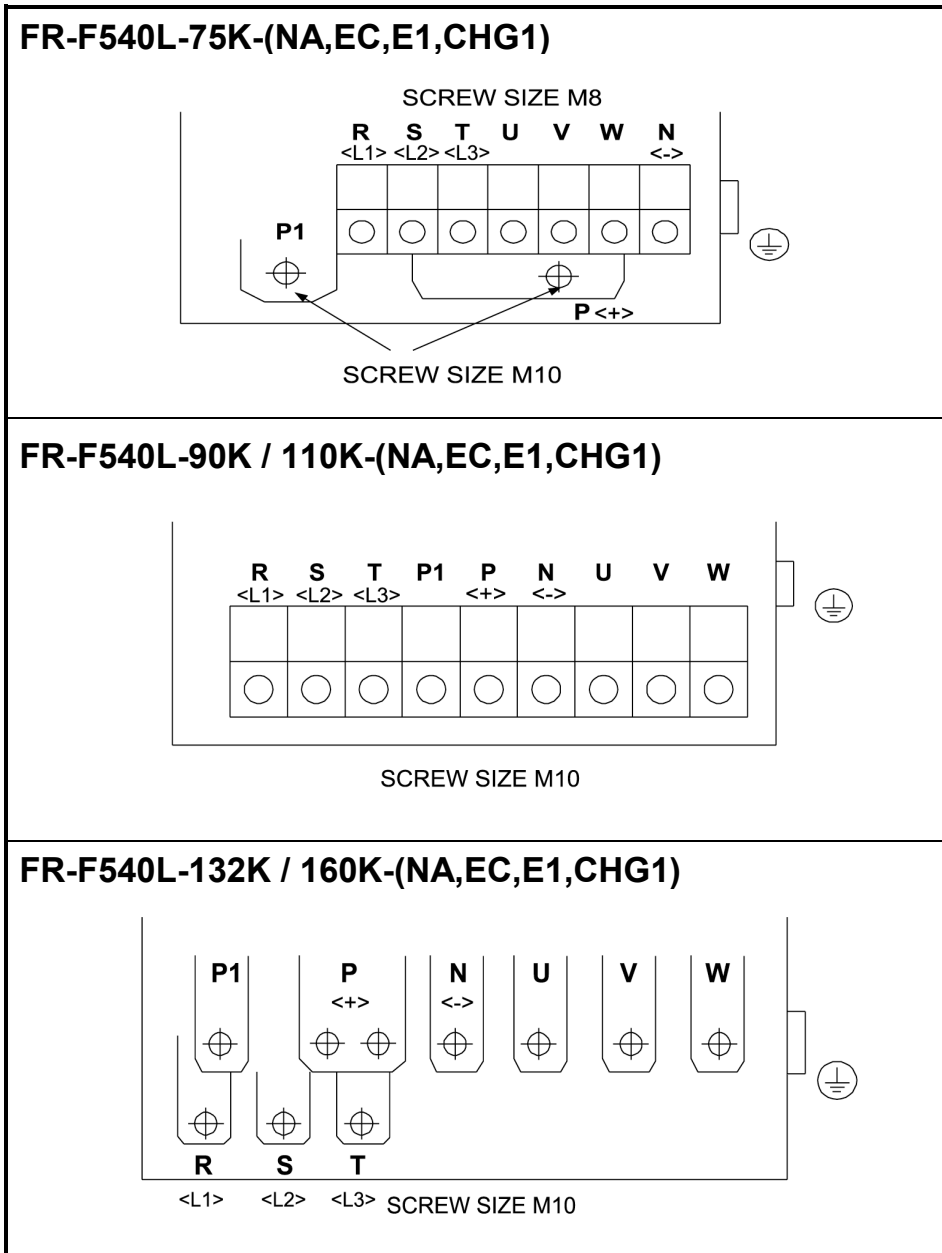 FR-F540L-75K-(NA,EC,E1,CHG1)
SCREW SIZE M8
R S T U V W N
<L1> <L2> <L3> <->
P1
P <+>
SCREW SIZE M10
FR-F540L-90K / 110K-(NA,EC,E1,CHG1)
R S T P1 P N U V W
<L1> <L2> <L3> <+> <->
SCREW SIZE M10
FR-F540L-132K / 160K-(NA,EC,E1,CHG1)
P1 P N U V W
<+> <->
R S T
<L1> <L2> <L3> SCREW SIZE M10